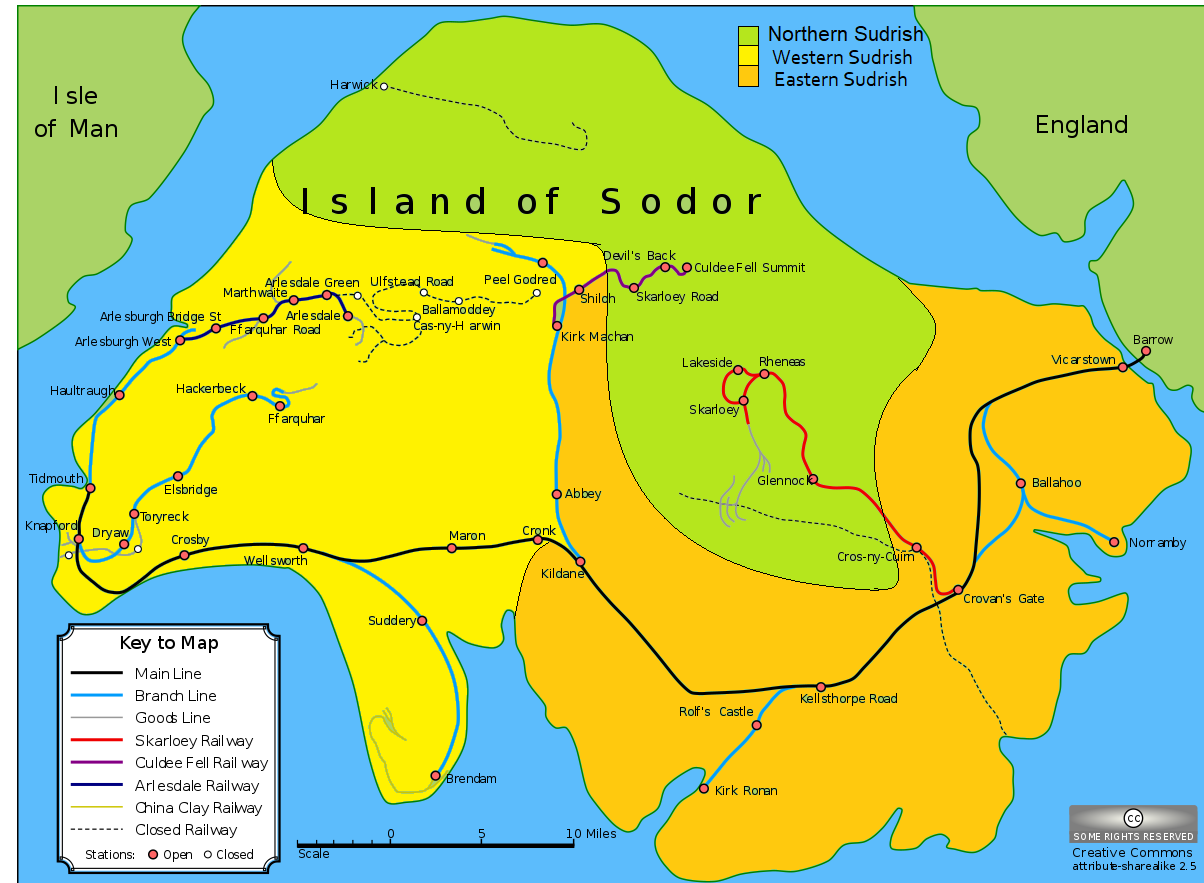 Northern Sudrish
Western Sudrish
Eastern Sudrish
Isle
of Man
England
Harwick
Island of Sodor
Devil's Back
Culdee Fell Summit
Peel Godred
Shiloh
Skarloey Road
Kirk Machan
Arlesdale Green
Ulfstead Road
Marthwaite
Ballamoddey
Cas-ny-Harwin
Arlesburgh Bridge St
Ffarquhar Road
Arlesdale
Arlesburgh West
Barrow
Vicarstown
Lakeside
Rheneas
Skarloey
Haultraugh
Hackerbeck
Ffarquhar
Tidmouth
Elsbridge
Glennock
Ballahoo
Abbey
Knapford
Dryaw
Toryreck
Crosby
Wellsworth
Maron
Cronk
Kildane
Cros-ny-Cuirn
Norramby
Crovan's Gate
Suddery
Rolf's Castle
Kellsthorpe Road
Brendam
Kirk Ronan
Key to Map
Main Line
Branch Line
Goods Line
Skarloey Railway
Culdee Fell Railway
Arlesdale Railway
China Clay Railway
Closed Railway
Stations: Open Closed
0 5 10 Miles
Scale
cc
SOME RIGHTS RESERVED
Creative Commons
attribute-sharealike 2.5